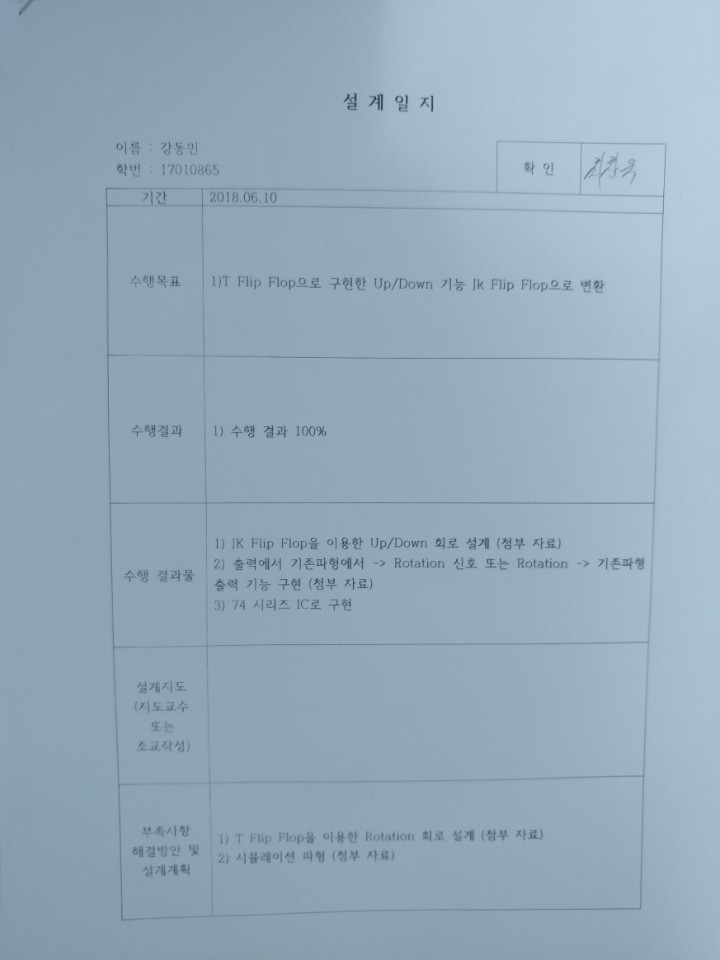 설 계 일 지
이름 : 강동민
학번 : 17010865
확 인
기간
2018.06.10
수행목표
1)T Flip Flop으로 구현한 Up/Down 기능 Jk Flip Flop으로 변환
수행결과
1) 수행 결과 100%
수행 결과물
1) JK Flip Flop을 이용한 Up/Down 회로 설계 (첨부 자료)
2) 출력에서 기존파형에서 -> Rotation 신호 또는 Rotation -> 기존파형
출력 기능 구현 (첨부 자료)
3) 74 시리즈 IC로 구현
설계지도
(지도교수
또는
조교작성)
부속사항
해결방안 및
설계계획
1) T Flip Flop을 이용한 Rotation 회로 설계 (첨부 자료)
2) 시뮬레이션 파형 (첨부 자료)